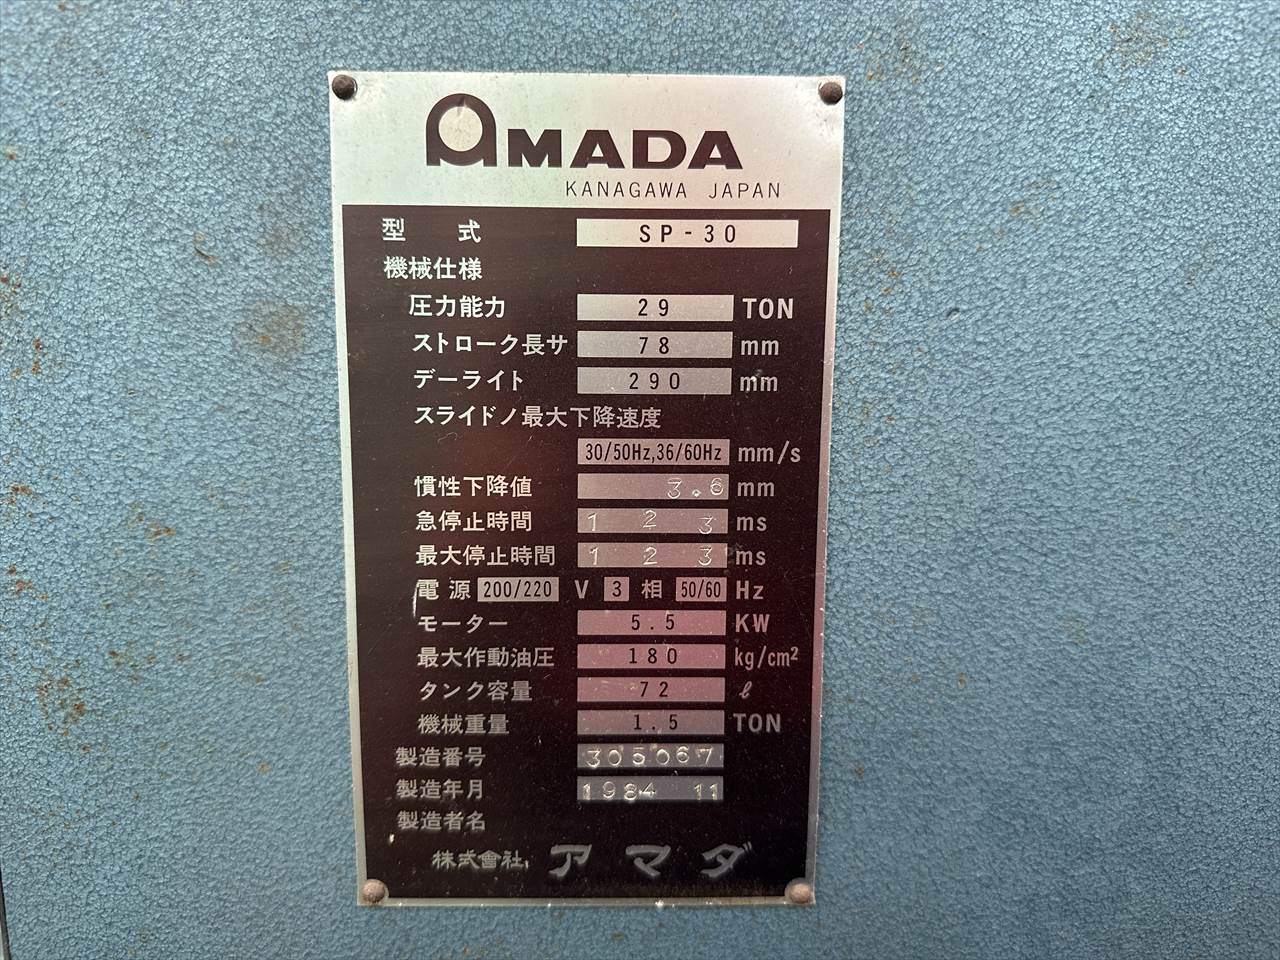 AMADA
KANAGAWA JAPAN
型 式 SP-30
機械仕様
圧力能力 29 TON
ストローク長サ 78 mm
デーライト 290 mm
スライドノ最大下降速度
30/50Hz,36/60Hz mm/s
慣性下降値 3.6 mm
急停止時間 1 2 3 ms
最大停止時間 1 2 3 ms
電源 200/220 V 3 相 50/60 Hz
モーター 5.5 KW
最大作動油圧 180 kg/cm²
タンク容量 72 ℓ
機械重量 1.5 TON
製造番号 305067
製造年月 1984 11
製造者名
株式會社 アマダ